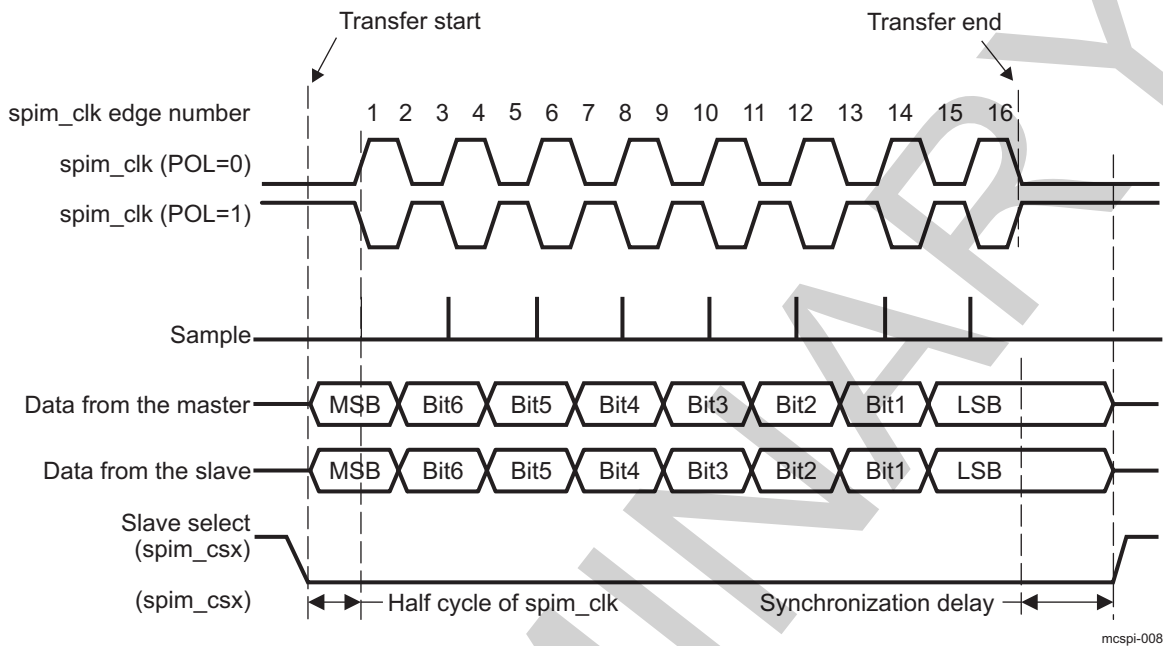 Transfer start
Transfer end
spim_clk edge number 1 2 3 4 5 6 7 8 9 10 11 12 13 14 15 16
spim_clk (POL=0)
spim_clk (POL=1)
Sample
Data from the master MSB Bit6 Bit5 Bit4 Bit3 Bit2 Bit1 LSB
Data from the slave MSB Bit6 Bit5 Bit4 Bit3 Bit2 Bit1 LSB
Slave select
(spim_csx)
(spim_csx) Half cycle of spim_clk Synchronization delay
mcspi-008
MINARY